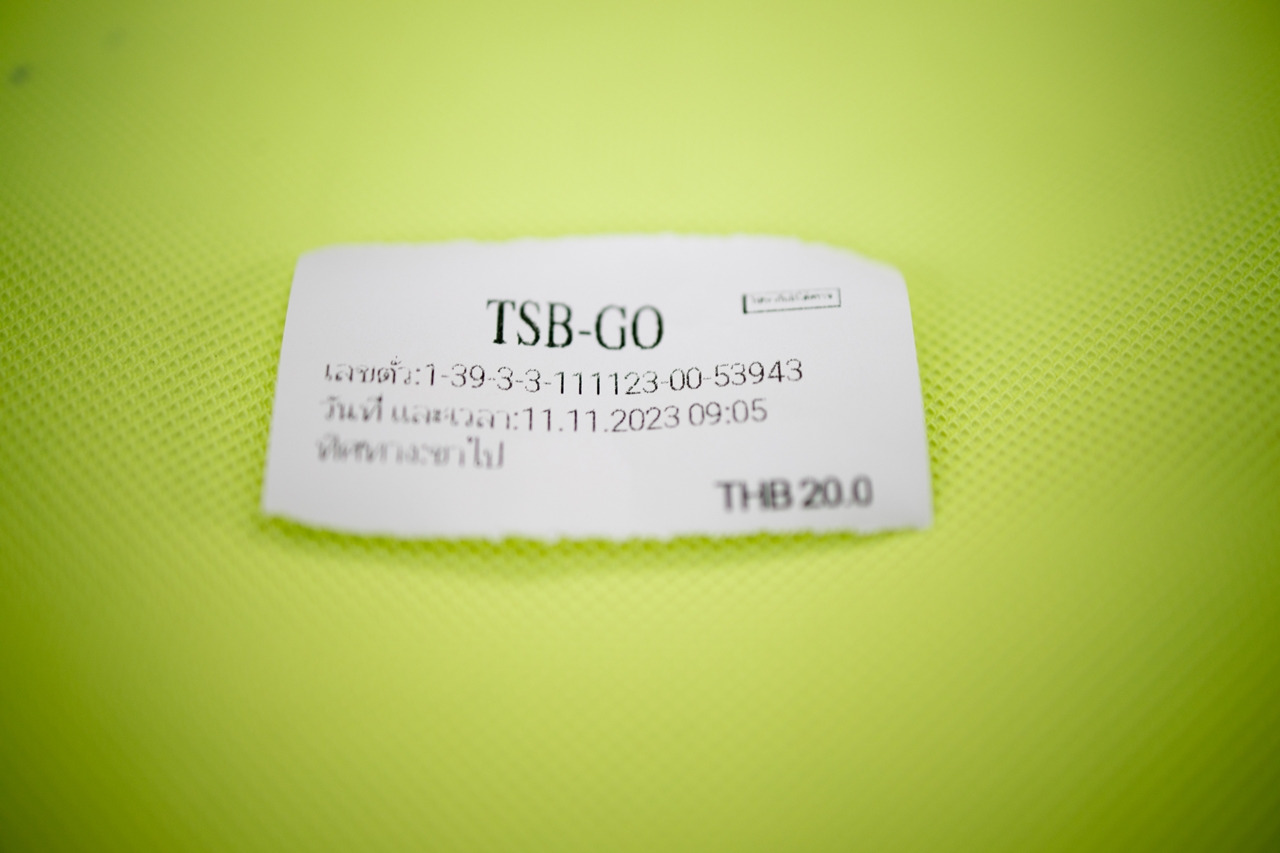 TSB-GO
เลขตั๋ว:1-39-3-3-111123-00-53943
วันที่ และเวลา:11.11.2023 09:05
ทิศทาง:ขาไป
THB 20.0